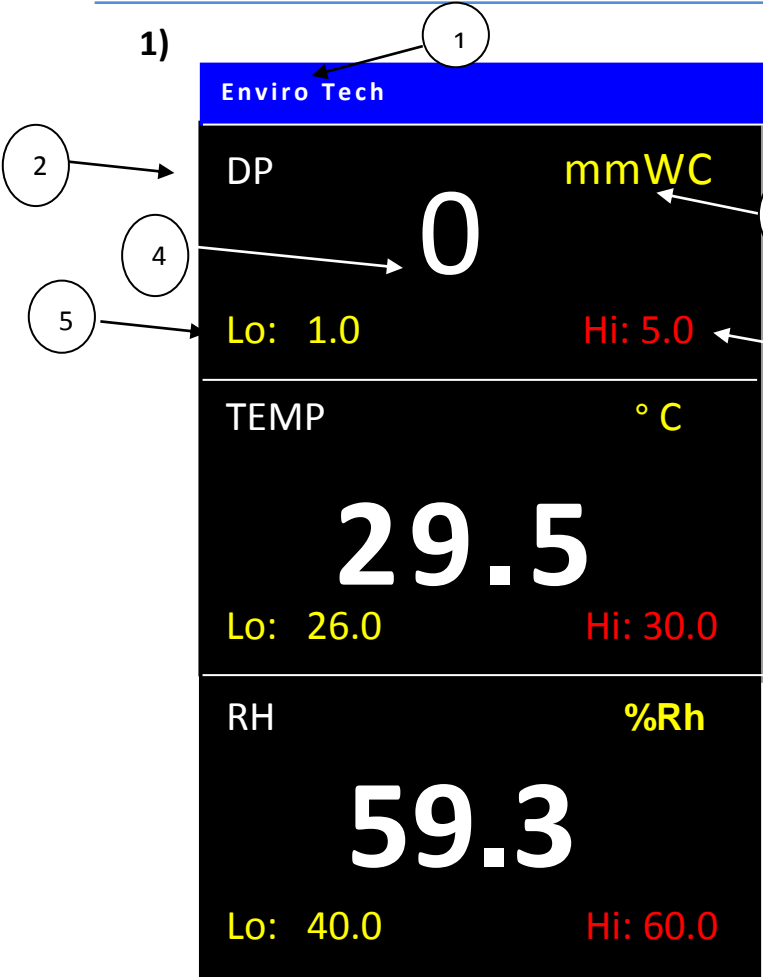 1)
1
Enviro Tech
2
DP
mmWC
0
4
5
Lo: 1.0
Hi: 5.0
TEMP
° C
29.5
Lo: 26.0
Hi: 30.0
RH
%Rh
59.3
Lo: 40.0
Hi: 60.0